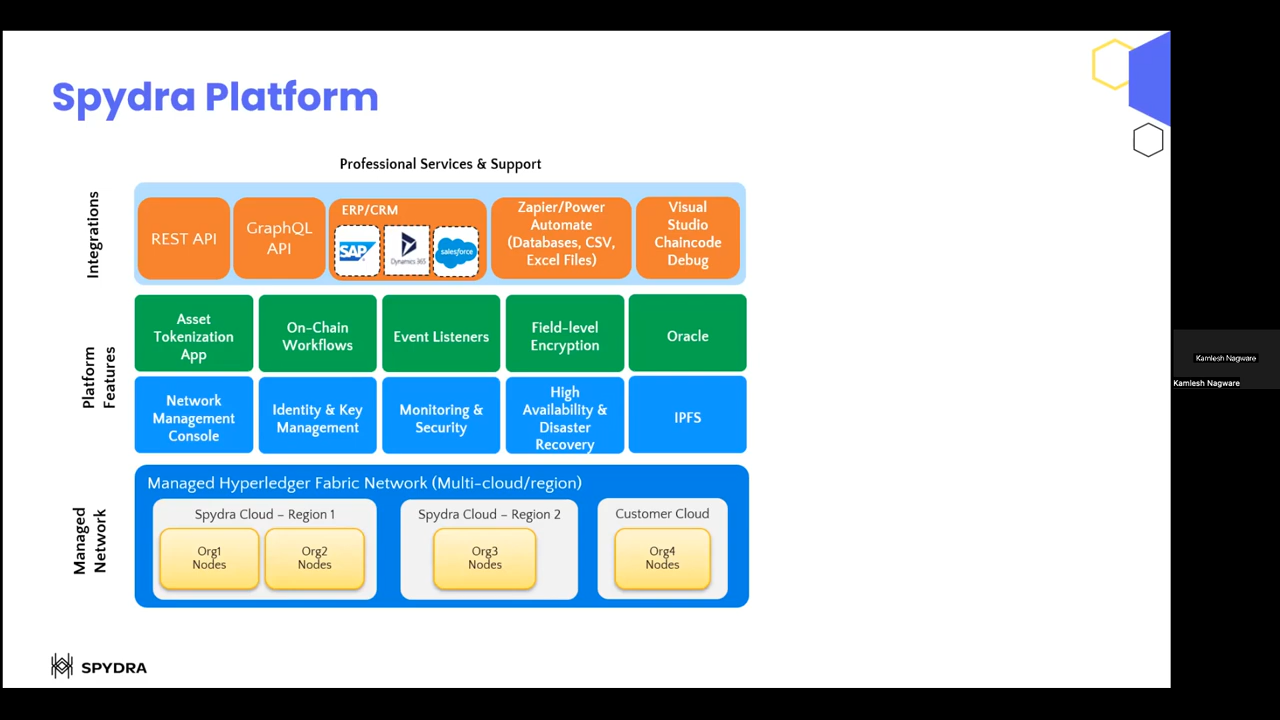 Spydra Platform
Professional Services & Support
Integrations
REST API
GraphQL
API
ERP/CRM
SAP
Dynamics 365
salesforce
Zapier/Power
Automate
(Databases, CSV,
Excel Files)
Visual
Studio
Chaincode
Debug
Platform
Features
Asset
Tokenization
App
On-Chain
Workflows
Event Listeners
Field-level
Encryption
Oracle
Network
Management
Console
Identity & Key
Management
Monitoring &
Security
High
Availability &
Disaster
Recovery
IPFS
Managed
Network
Managed Hyperledger Fabric Network (Multi-cloud/region)
Spydra Cloud – Region 1
Org1
Nodes
Org2
Nodes
Spydra Cloud – Region 2
Org3
Nodes
Customer Cloud
Org4
Nodes
SPYDRA
Kamlesh Nagware
Kamlesh Nagware